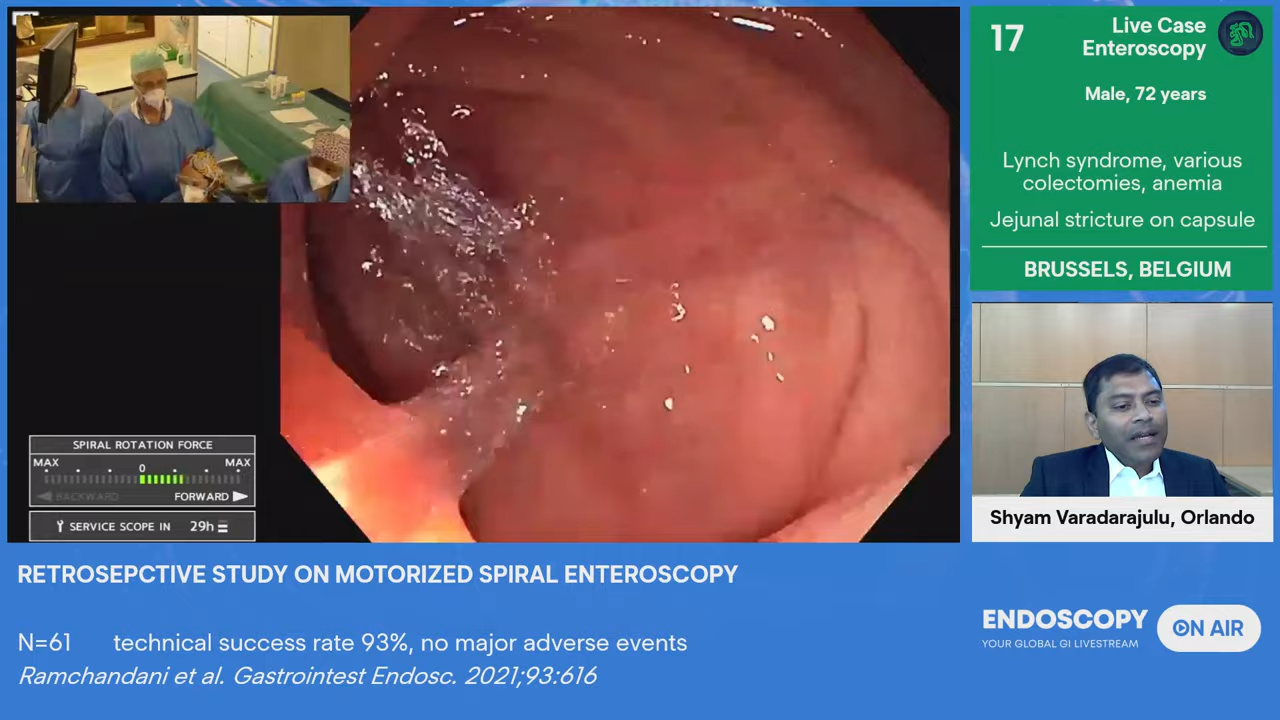 17
Live Case
Enteroscopy
Male, 72 years
Lynch syndrome, various
colectomies, anemia
Jejunal stricture on capsule
BRUSSELS, BELGIUM
SPIRAL ROTATION FORCE
MAX 0 MAX
BACKWARD FORWARD
SERVICE SCOPE IN 29h
Shyam Varadarajulu, Orlando
RETROSEPCTIVE STUDY ON MOTORIZED SPIRAL ENTEROSCOPY
N=61 technical success rate 93%, no major adverse events
Ramchandani et al. Gastrointest Endosc. 2021;93:616
ENDOSCOPY
YOUR GLOBAL GI LIVESTREAM
ON AIR